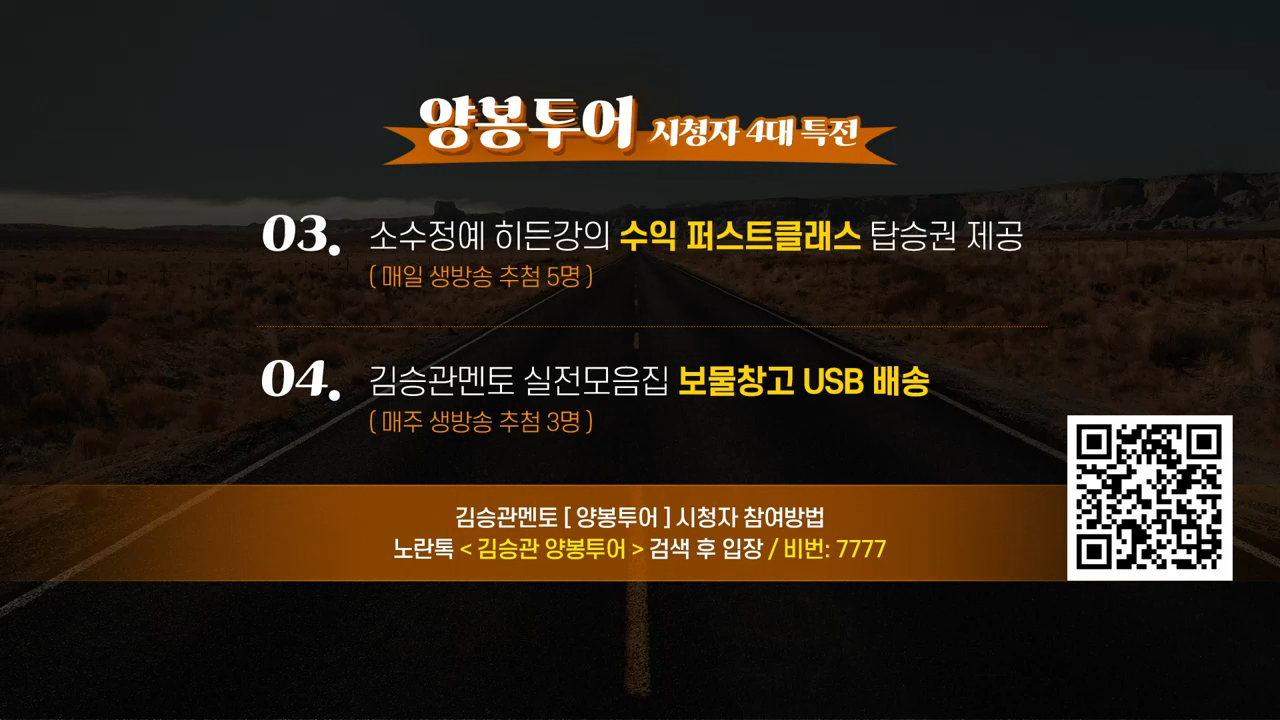 양봉투어 시청자 4대 특전
03. 소수정예 히든강의 수익 퍼스트클래스 탑승권 제공
( 매일 생방송 추첨 5명 )
04. 김승관멘토 실전모음집 보물창고 USB 배송
( 매주 생방송 추첨 3명 )
김승관멘토 [ 양봉투어 ] 시청자 참여방법
노란톡 < 김승관 양봉투어 > 검색 후 입장 / 비번: 7777